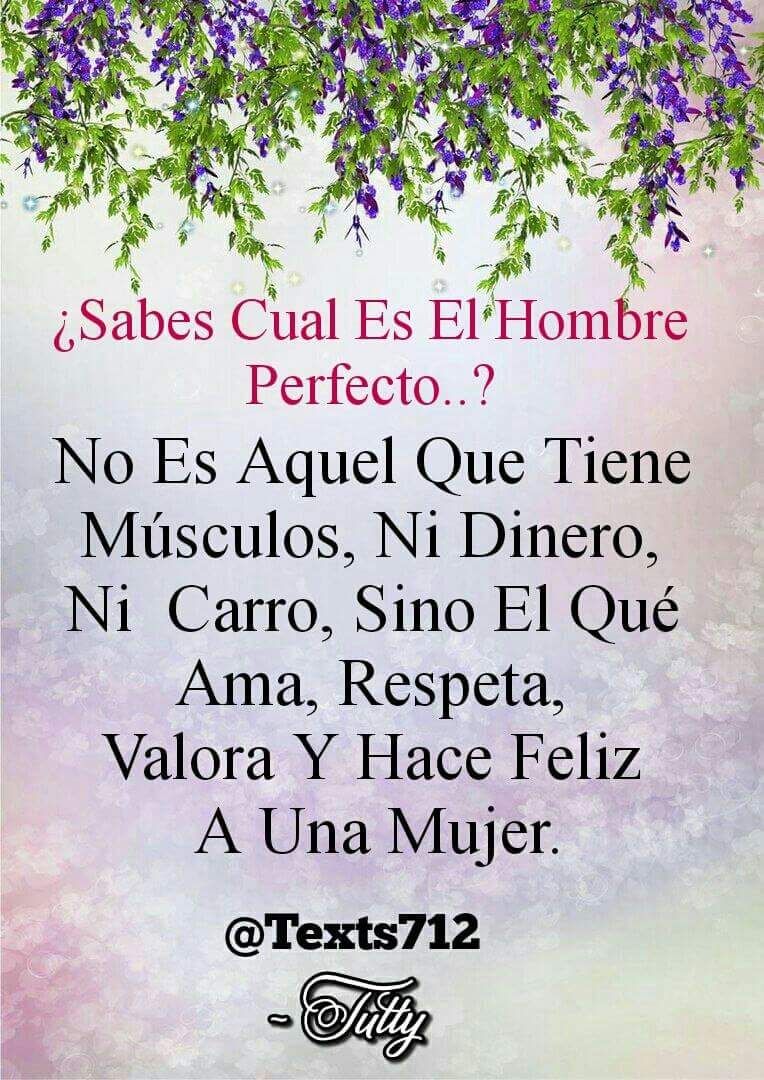 ¿Sabes Cual Es El Hombre
Perfecto..?
No Es Aquel Que Tiene
Músculos, Ni Dinero,
Ni Carro, Sino El Qué
Ama, Respeta,
Valora Y Hace Feliz
A Una Mujer.
@Texts712
~ Tutty